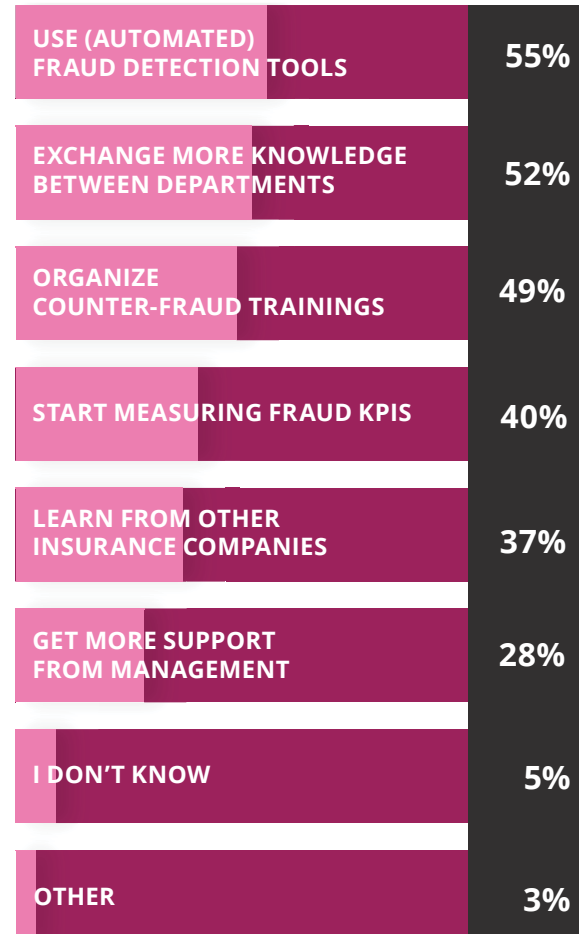 USE (AUTOMATED)
FRAUD DETECTION TOOLS
55%
EXCHANGE MORE KNOWLEDGE
BETWEEN DEPARTMENTS
52%
ORGANIZE
COUNTER-FRAUD TRAININGS
49%
START MEASURING FRAUD KPIS
40%
LEARN FROM OTHER
INSURANCE COMPANIES
37%
GET MORE SUPPORT
FROM MANAGEMENT
28%
I DON’T KNOW
5%
OTHER
3%